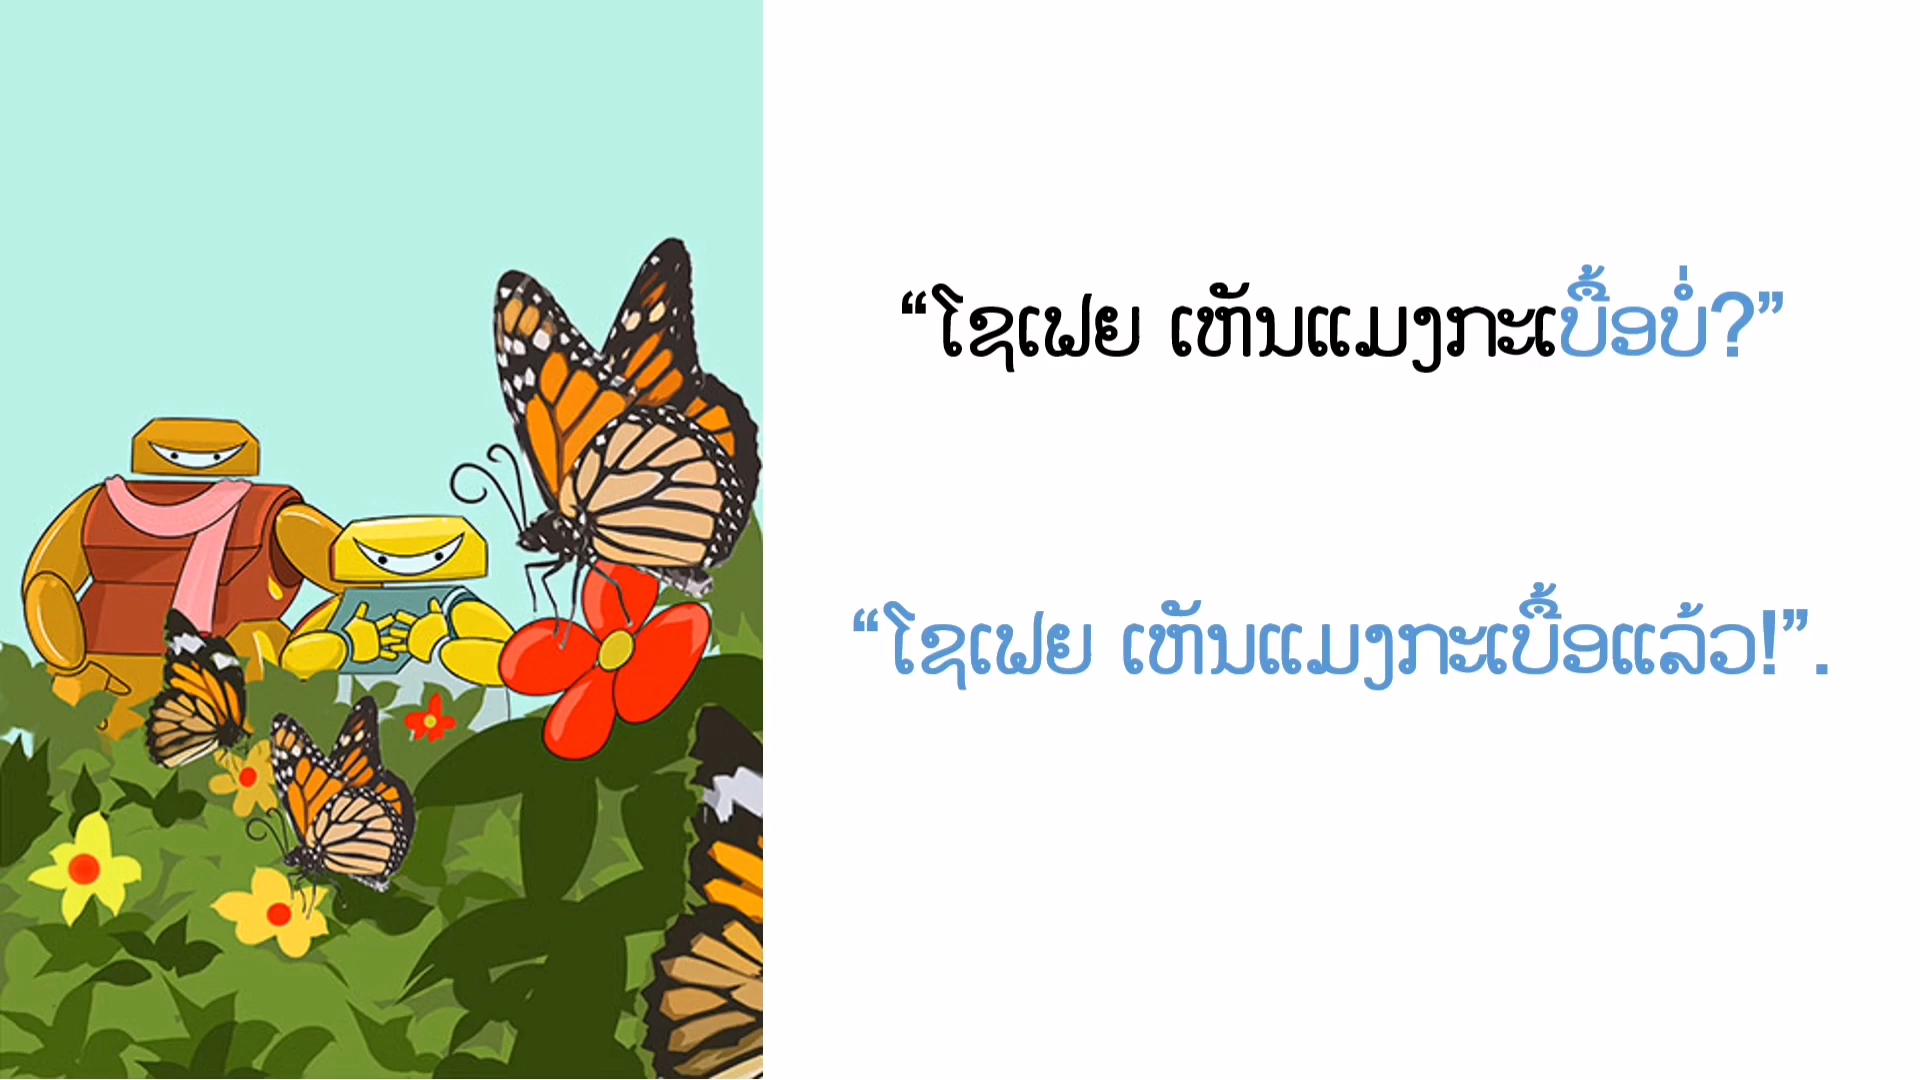 “ໂຊເຟຍ ເຫັນແມງກະເບື້ອບໍ່?”
“ໂຊເຟຍ ເຫັນແມງກະເບື້ອແລ້ວ!”.